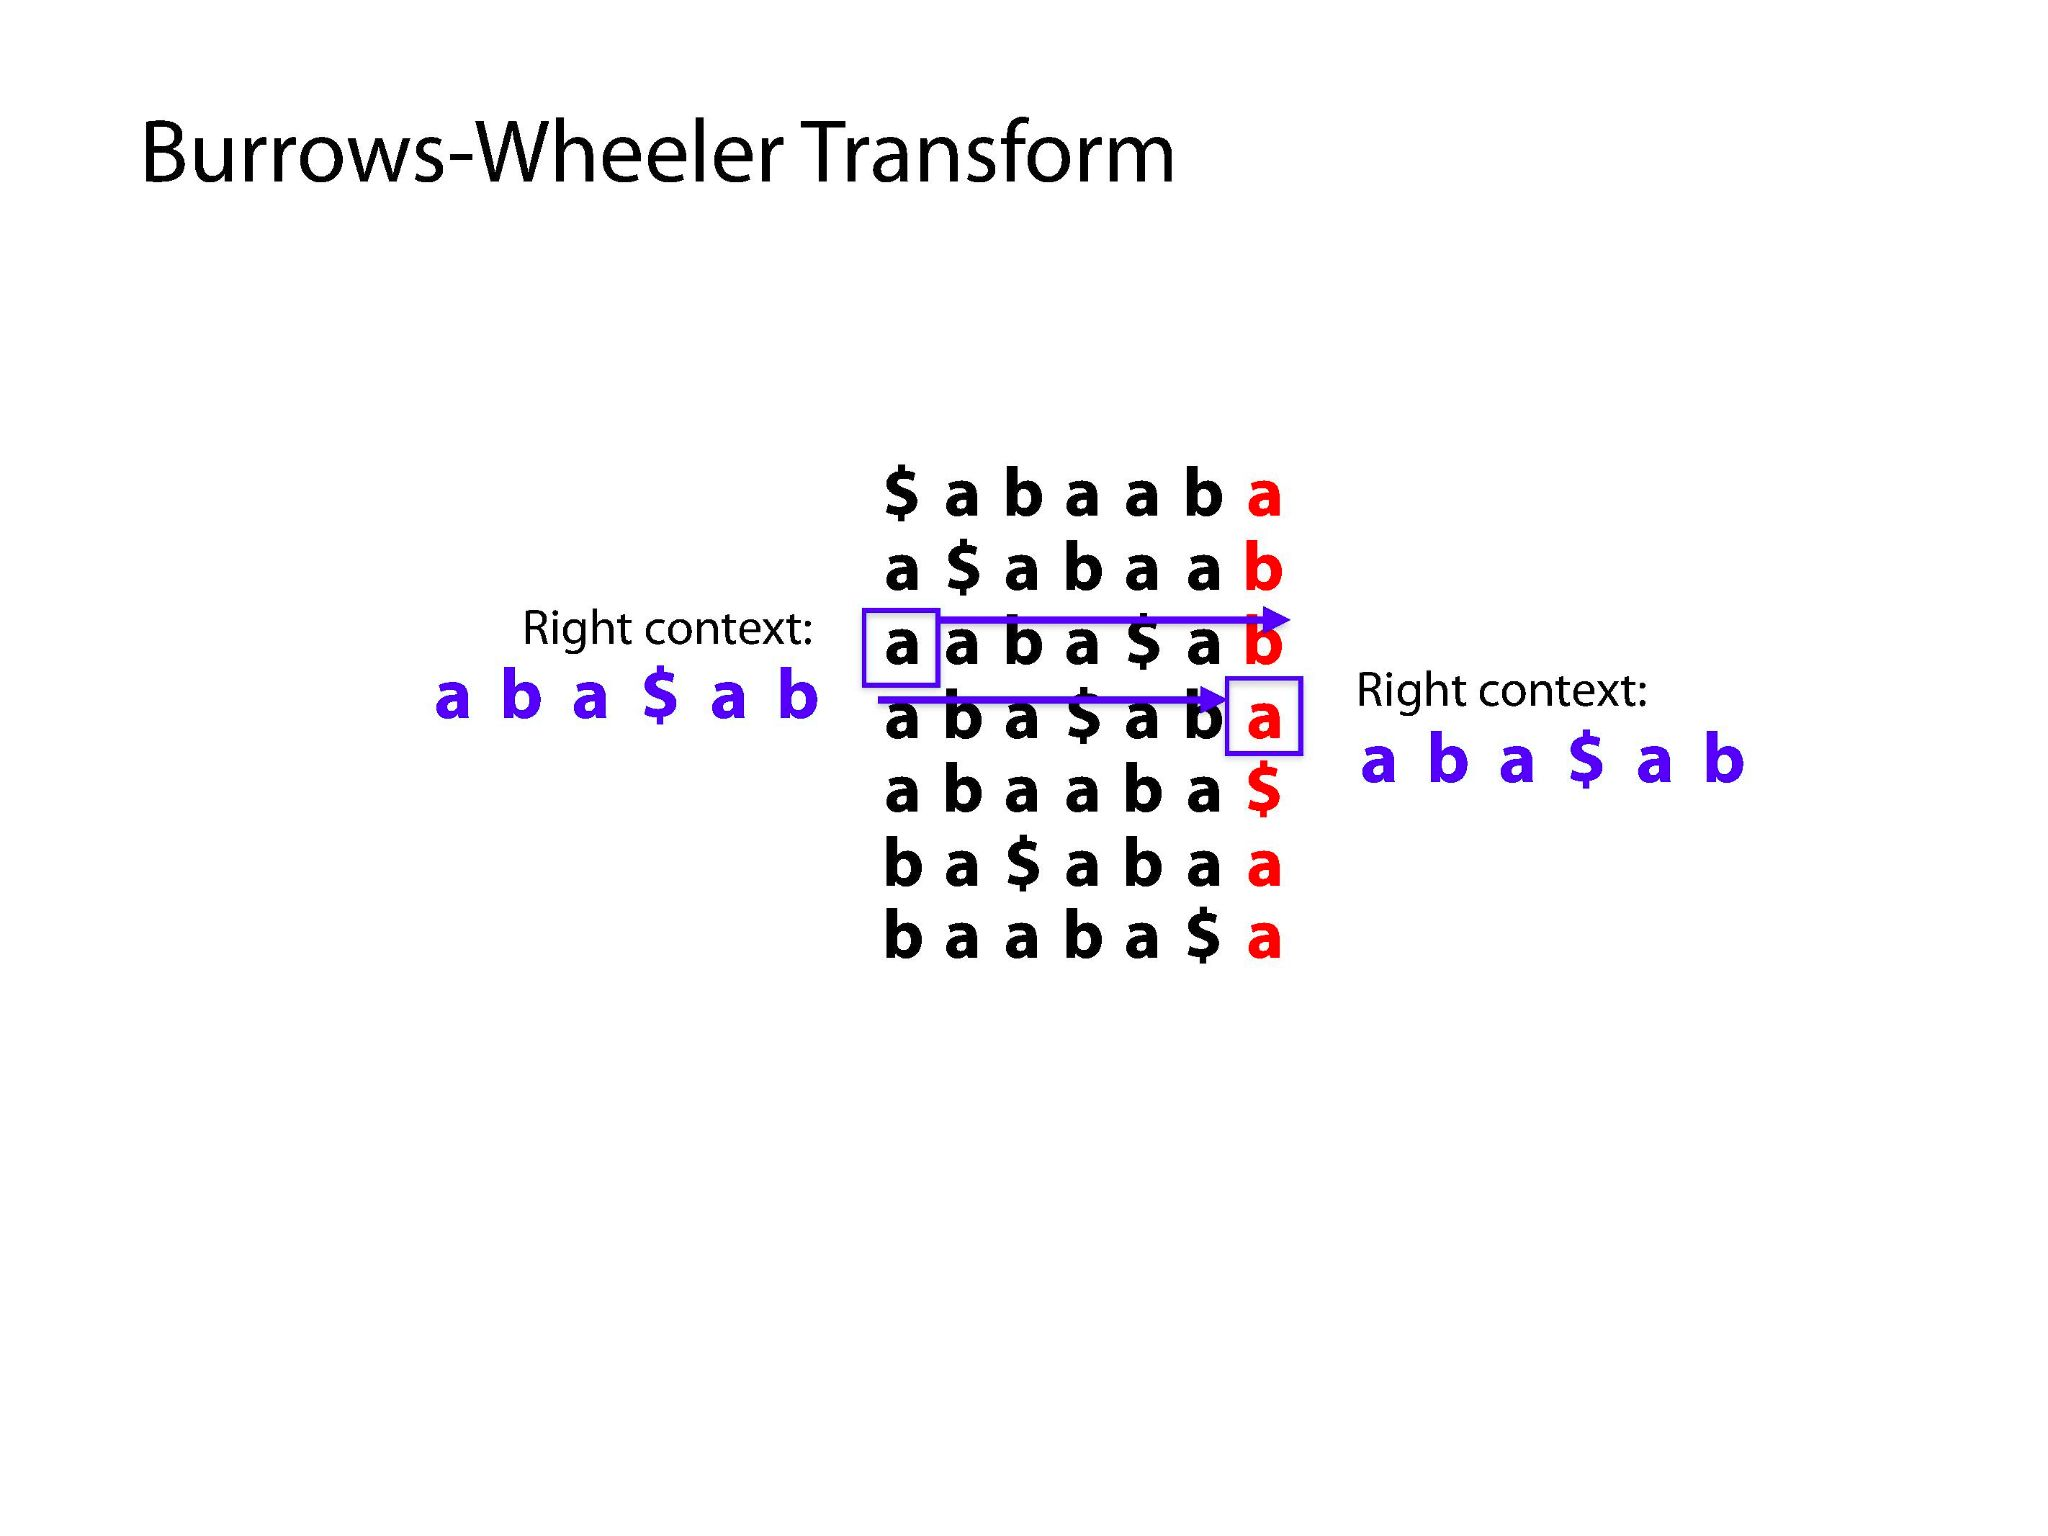 Burrows-Wheeler Transform
$ a b a a b a
a $ a b a a b
Right context:
a b a $ a b
a a b a $ a b
a b a $ a b a
Right context:
a b a $ a b
a b a a b a $
b a $ a b a a
b a a b a $ a